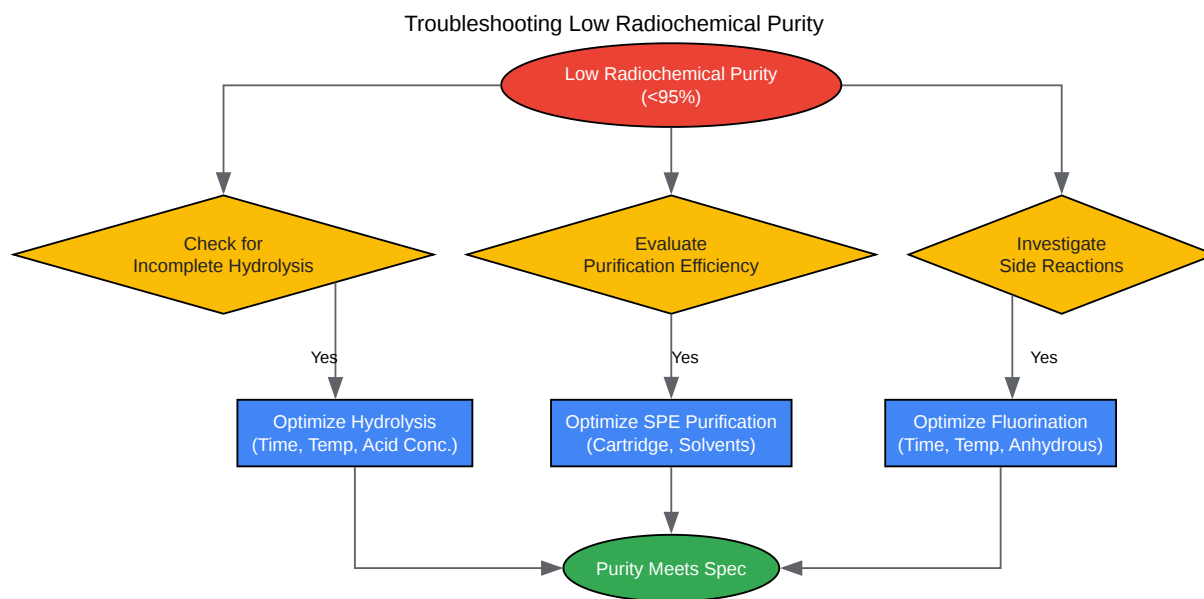 Troubleshooting Low Radiochemical Purity
Low Radiochemical Purity
(<95%)
Check for
Incomplete Hydrolysis
Evaluate
Purification Efficiency
Investigate
Side Reactions
Yes
Yes
Yes
Optimize Hydrolysis
(Time, Temp, Acid Conc.)
Optimize SPE Purification
(Cartridge, Solvents)
Optimize Fluorination
(Time, Temp, Anhydrous)
Purity Meets Spec